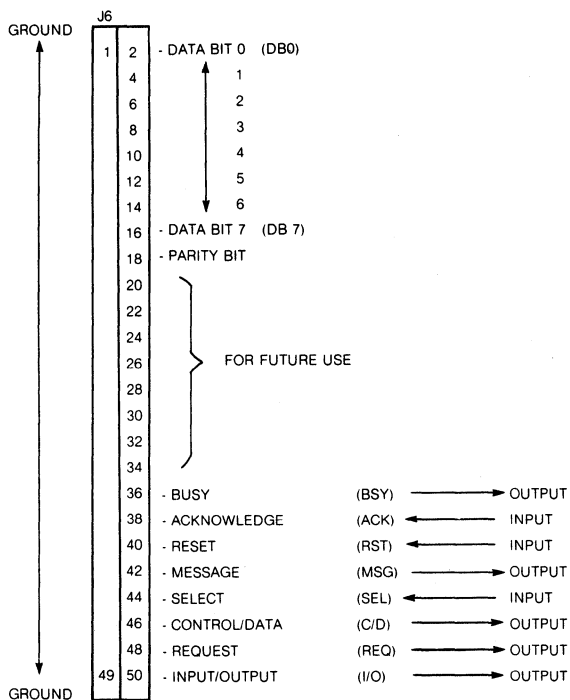 J6
GROUND
1 2 - DATA BIT 0 (DB0)
4 1
6 2
8 3
10 4
12 5
14 6
16 - DATA BIT 7 (DB 7)
18 - PARITY BIT
20
22
24
26 FOR FUTURE USE
28
30
32
34
36 - BUSY (BSY) OUTPUT
38 - ACKNOWLEDGE (ACK) INPUT
40 - RESET (RST) INPUT
42 - MESSAGE (MSG) OUTPUT
44 - SELECT (SEL) INPUT
46 - CONTROL/DATA (C/D) OUTPUT
48 - REQUEST (REQ) OUTPUT
49 50 - INPUT/OUTPUT (I/O) OUTPUT
GROUND